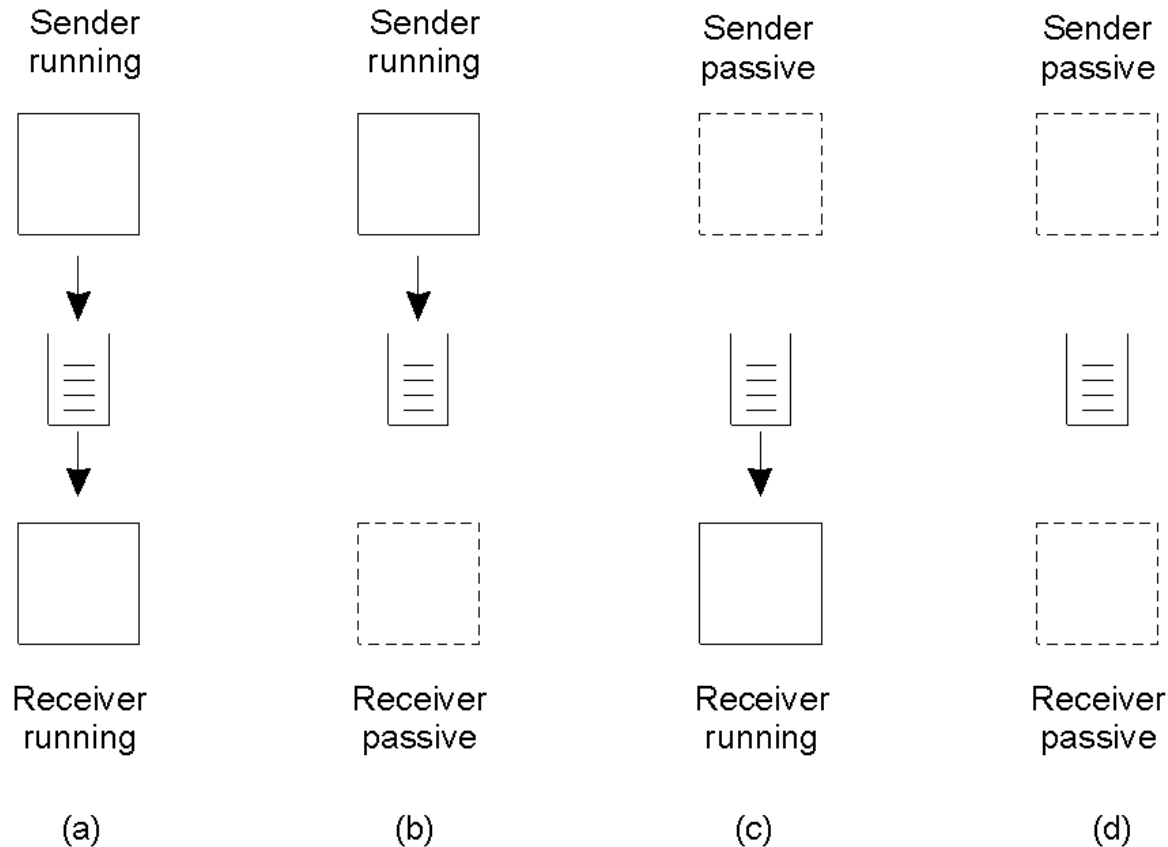 Sender
running
Sender
running
Sender
passive
Sender
passive
Receiver
running
Receiver
passive
Receiver
running
Receiver
passive
(a)
(b)
(c)
(d)